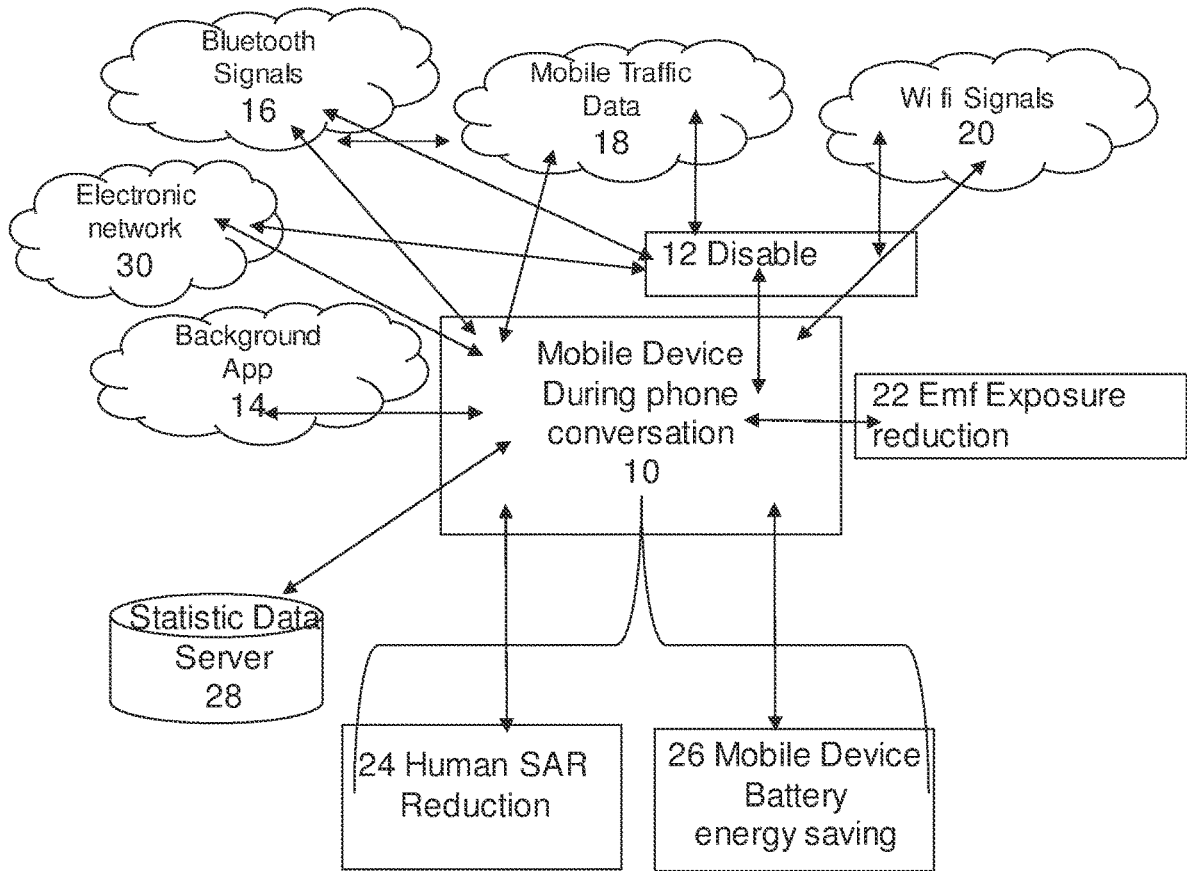 Bluetooth
Signals
16
Mobile Traffic
Data
18
Wi fi Signals
20
Electronic
network
30
12 Disable
Background
App
14
Mobile Device
During phone
conversation
10
22 Emf Exposure
reduction
Statistic Data
Server
28
24 Human SAR
Reduction
26 Mobile Device
Battery
energy saving